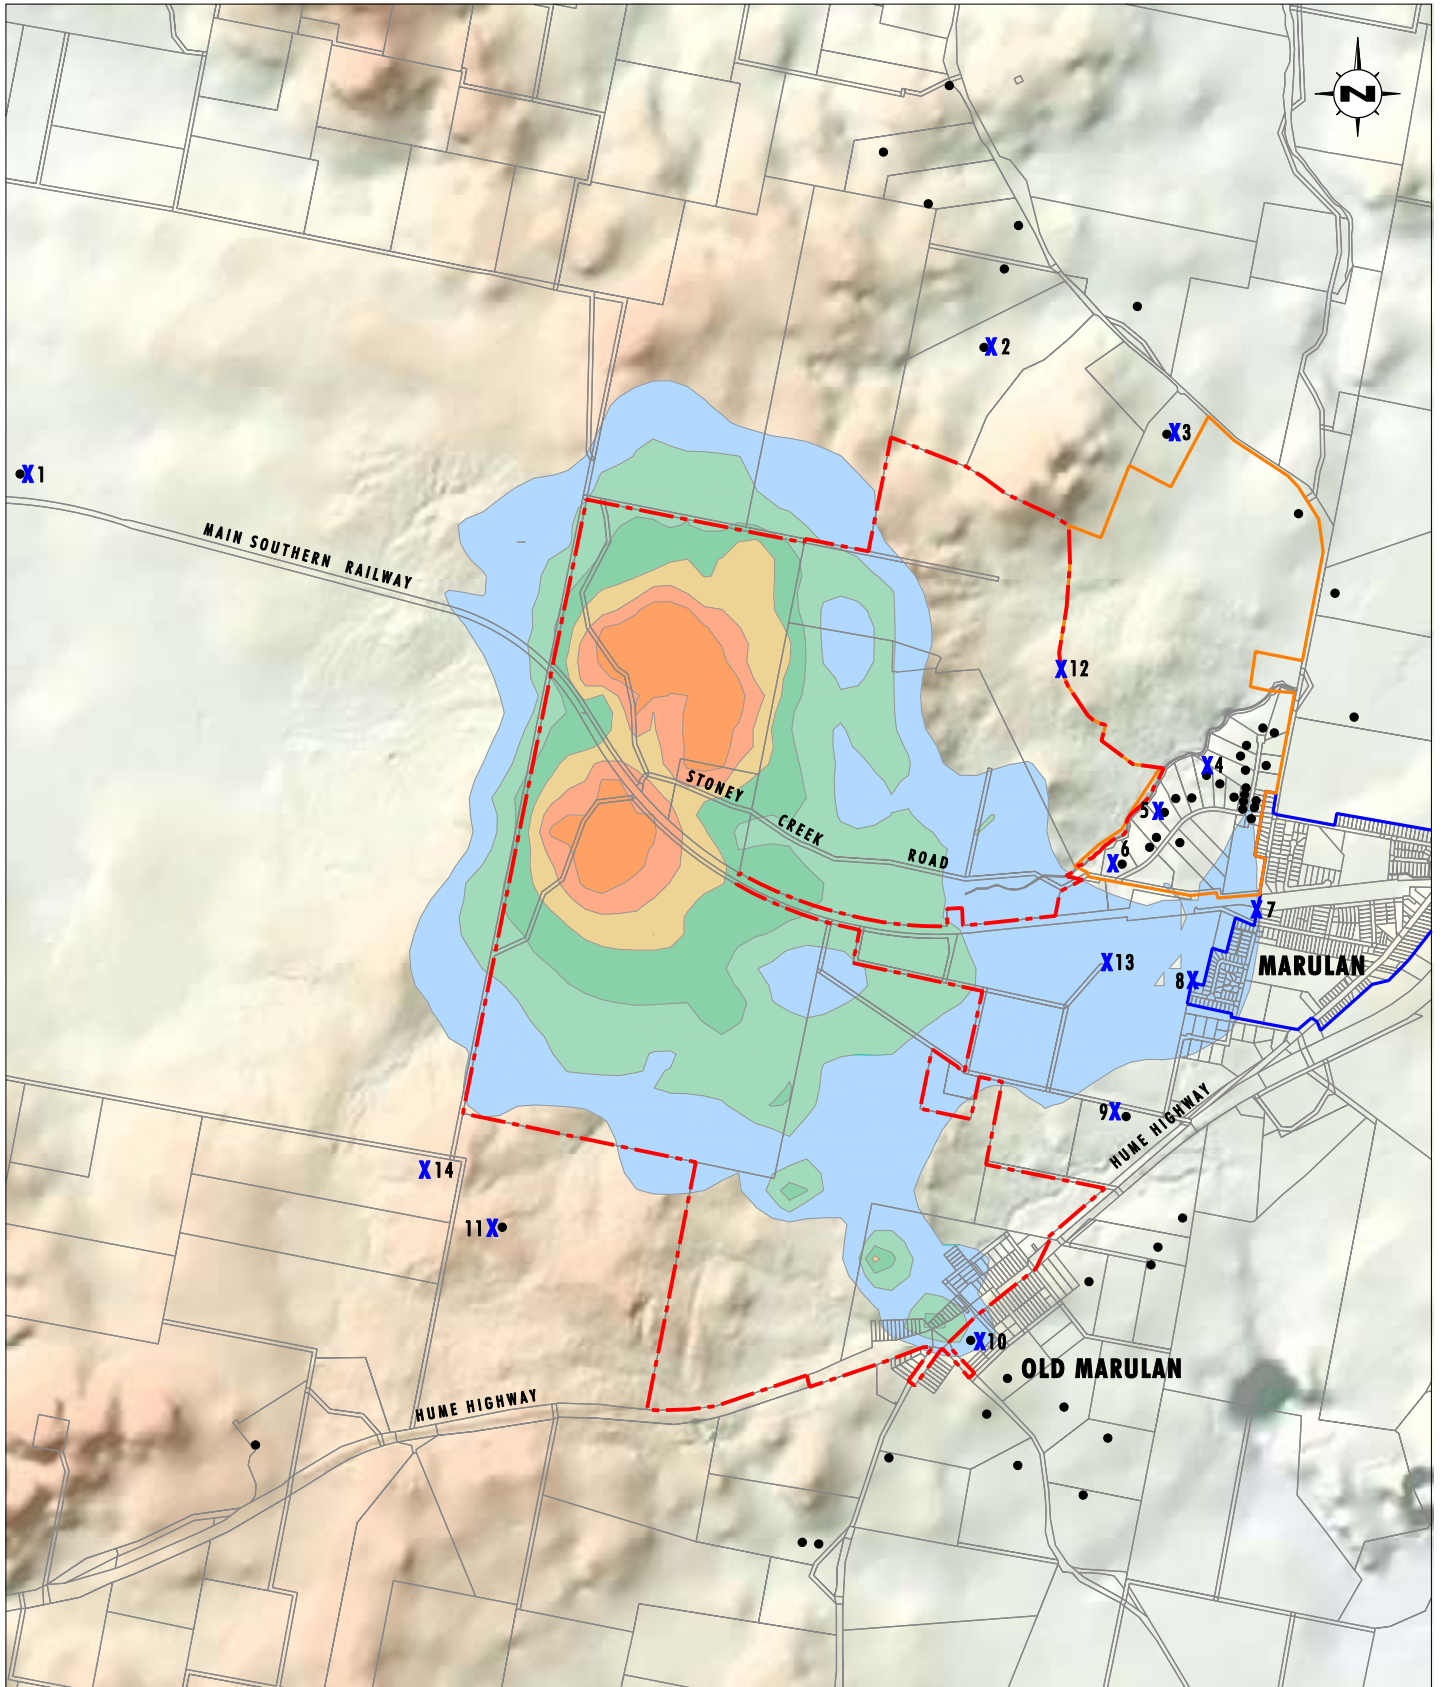 N
X 2
X 3
X 1
MAIN SOUTHERN RAILWAY
X 12
X 4
STONEY CREEK ROAD
5 X
6
X
X 7
X 13
8 X
MARULAN
9 X
HUME HIGHWAY
X 14
11 X
X 10
OLD MARULAN
HUME HIGHWAY